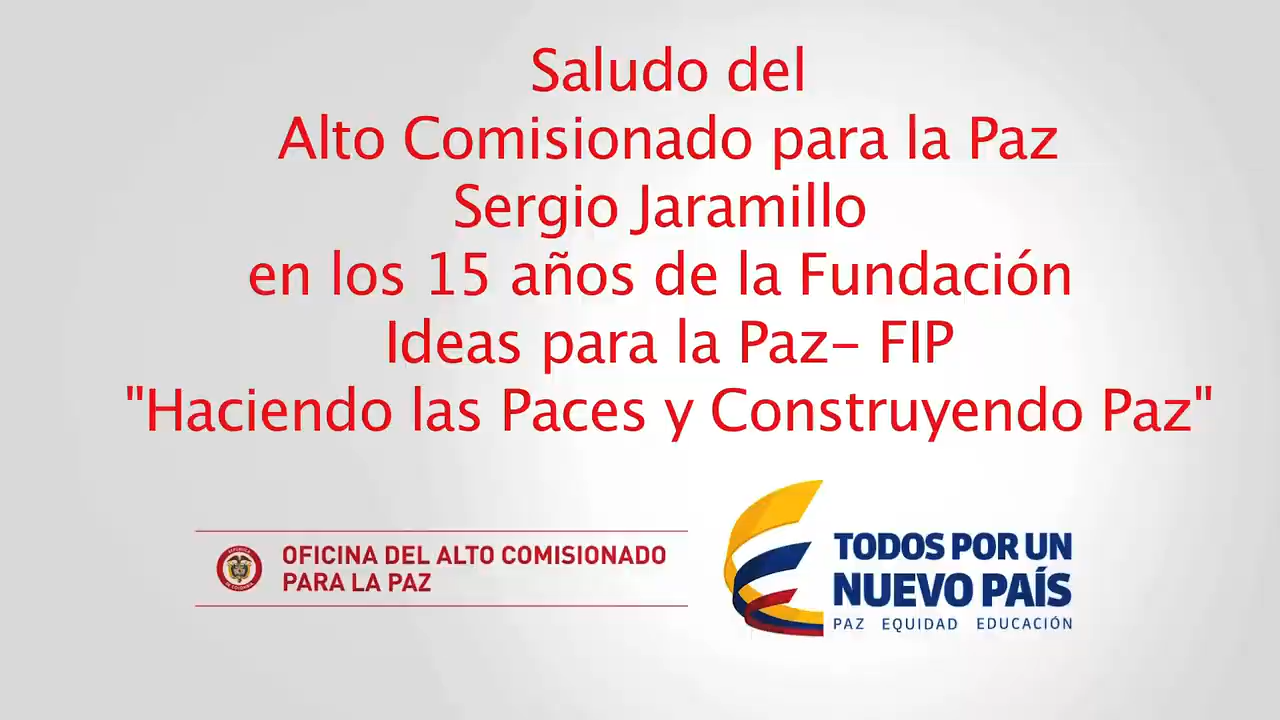 Saludo del
Alto Comisionado para la Paz
Sergio Jaramillo
en los 15 años de la Fundación
Ideas para la Paz- FIP
"Haciendo las Paces y Construyendo Paz"
OFICINA DEL ALTO COMISIONADO
PARA LA PAZ
TODOS POR UN
NUEVO PAÍS
PAZ EQUIDAD EDUCACIÓN